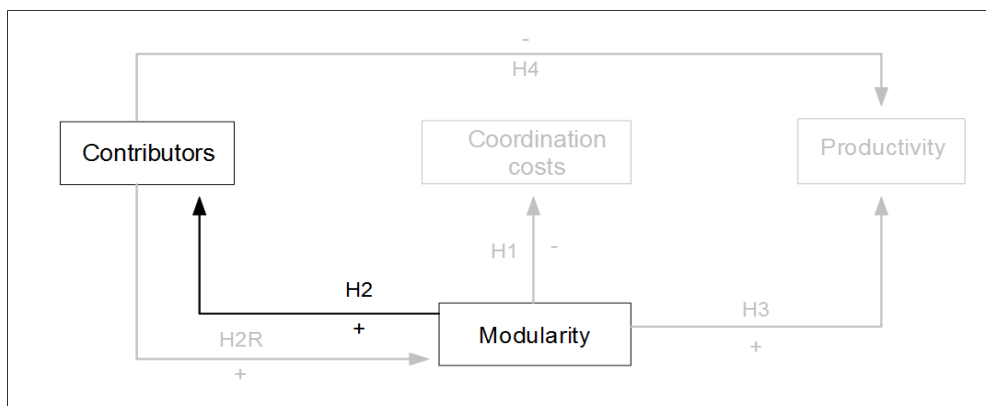 -
H4
Contributors
Coordination
costs
Productivity
H1
-
H2
+
H2R
+
Modularity
H3
+